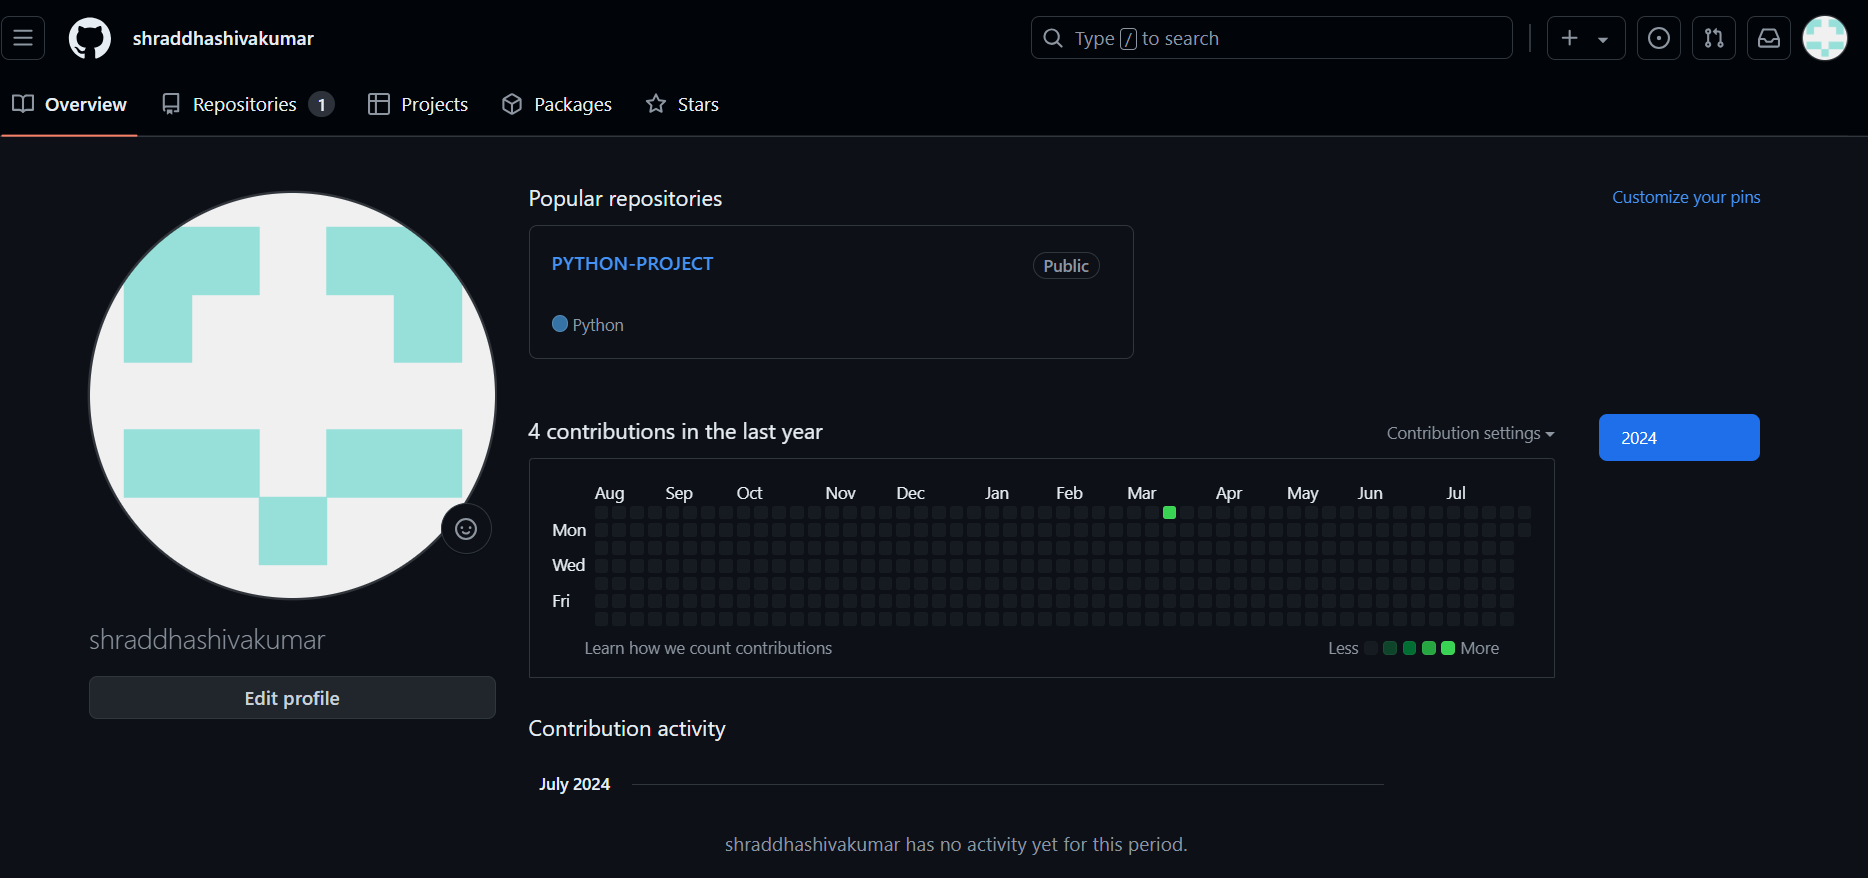 shraddhashivakumar
Type / to search
Overview Repositories 1 Projects Packages Stars
Popular repositories
Customize your pins
PYTHON-PROJECT
Public
Python
4 contributions in the last year
Contribution settings
2024
Aug Sep Oct Nov Dec Jan Feb Mar Apr May Jun Jul
Mon
Wed
Fri
Learn how we count contributions
Less More
shraddhashivakumar
Edit profile
Contribution activity
July 2024
shraddhashivakumar has no activity yet for this period.